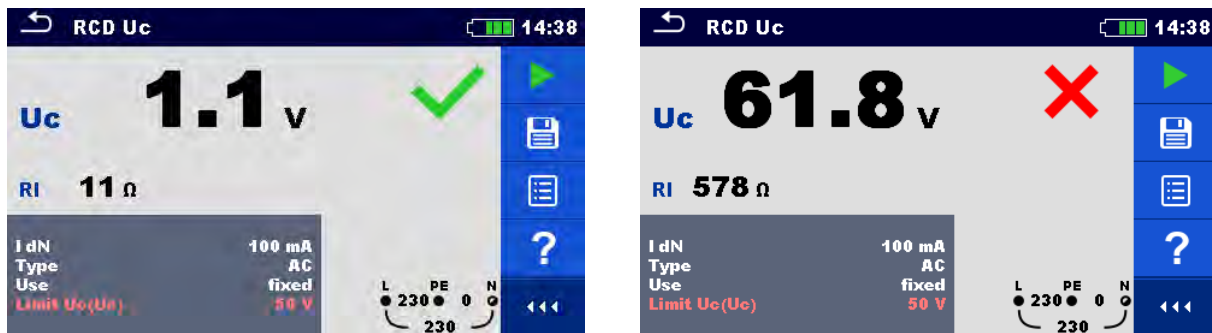 RCD Uc 14:38
Uc 1.1 V
RI 11 Ω
I dN 100 mA
Type AC
Use fixed
Limit Uc(Uc) 50 V
L PE N
230 0
230
?
RCD Uc 14:38
Uc 61.8 V
RI 578 Ω
I dN 100 mA
Type AC
Use fixed
Limit Uc(Uc) 50 V
L PE N
230 0
230
?